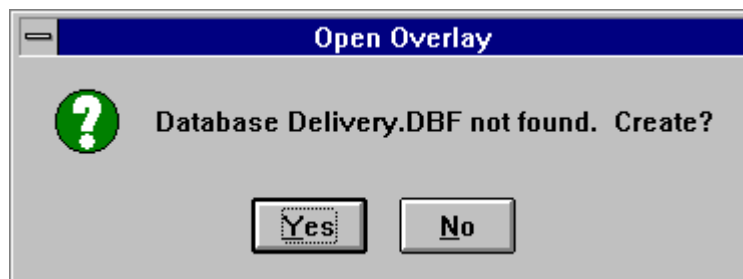 Open Overlay
Database Delivery.DBF not found.  Create?
Yes No